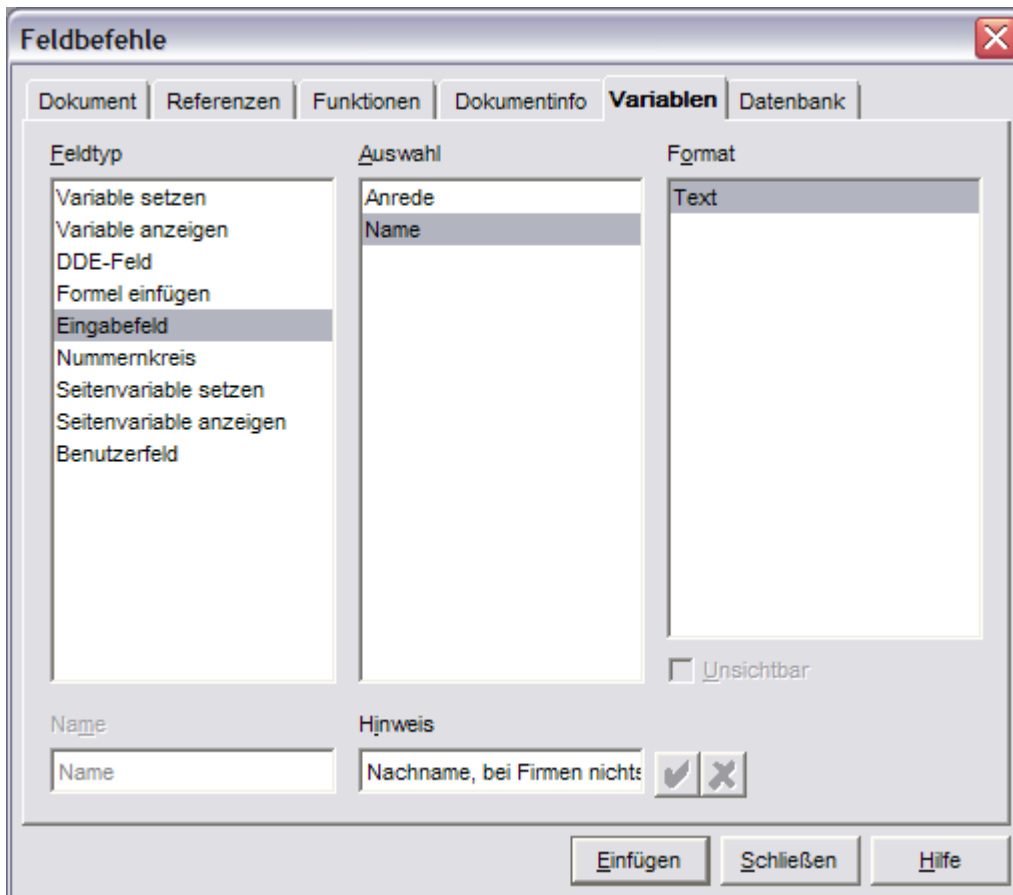 Feldbefehle
Dokument Referenzen Funktionen Dokumentinfo Variablen Datenbank
Feldtyp Auswahl Format
Variable setzen Anrede Text
Variable anzeigen Name
DDE-Feld
Formel einfügen
Eingabefeld
Nummernkreis
Seitenvariable setzen
Seitenvariable anzeigen
Benutzerfeld
Unsichtbar
Name Hinweis
Name Nachname, bei Firmen nichts
Einfügen Schließen Hilfe